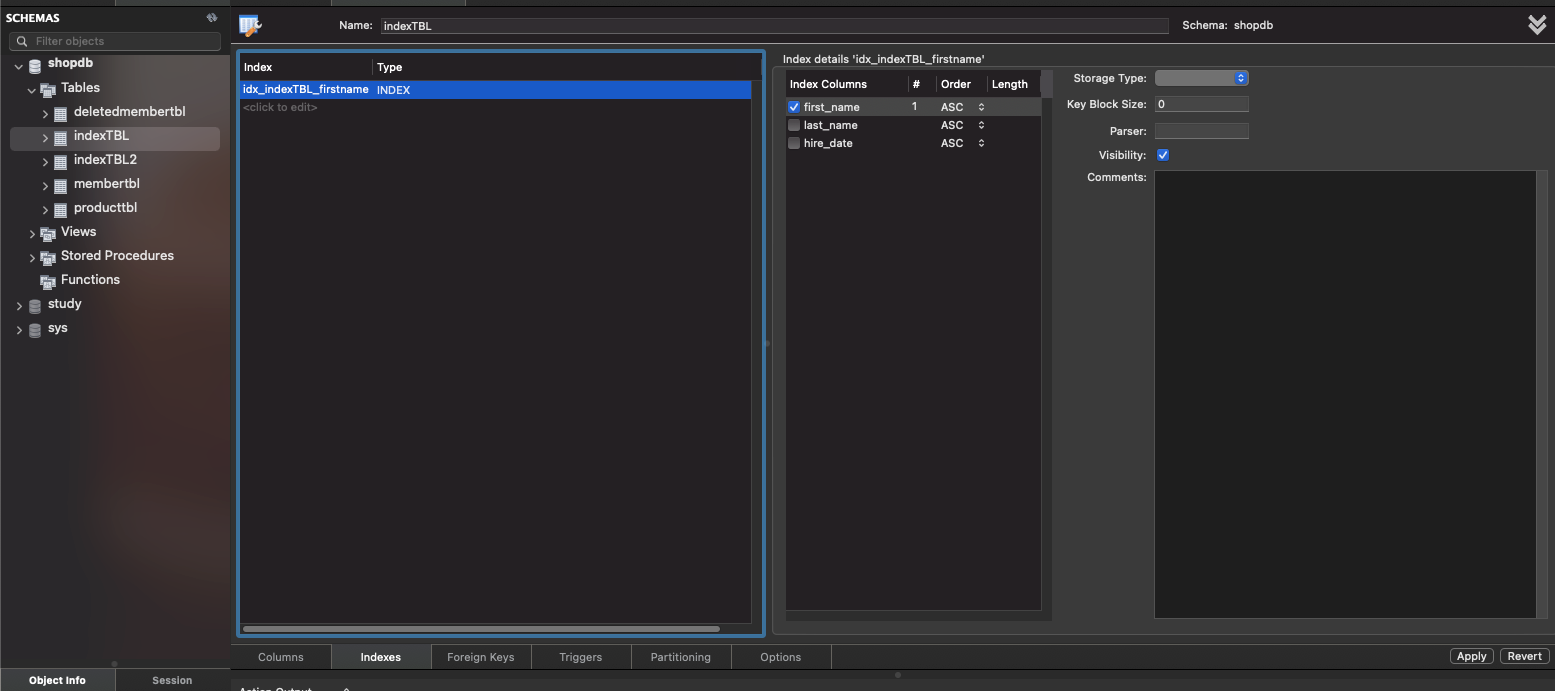 SCHEMAS
Filter objects
shopdb
Tables
deletedmembertbl
indexTBL
indexTBL2
membertbl
producttbl
Views
Stored Procedures
Functions
study
sys
Object Info Session
Name: indexTBL Schema: shopdb
Index Type
idx_indexTBL_firstname INDEX
<click to edit>
Index details 'idx_indexTBL_firstname'
Index Columns # Order Length
first_name 1 ASC
last_name ASC
hire_date ASC
Storage Type:
Key Block Size: 0
Parser:
Visibility:
Comments:
Columns Indexes Foreign Keys Triggers Partitioning Options
Apply Revert
Action Output